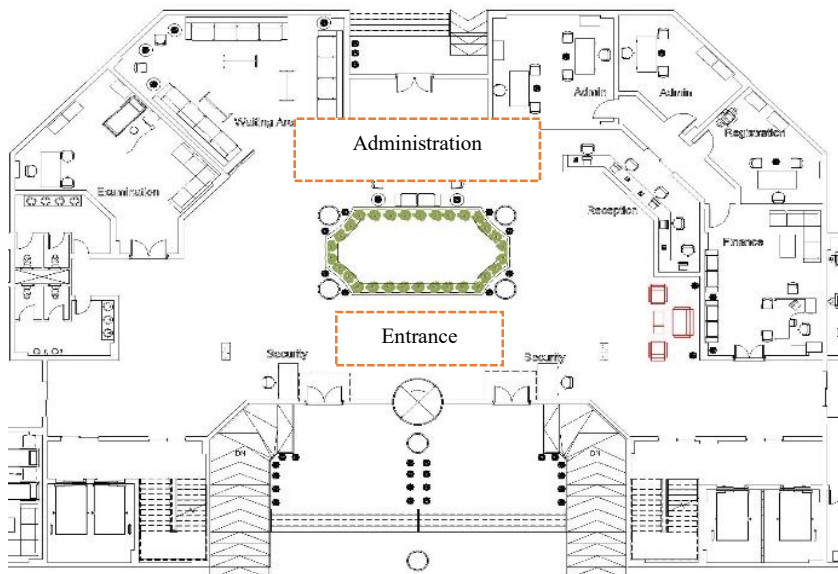 Admin
Admin
Waiting Area
Administration
Registration
Examination
Reception
Finance
Entrance
Security
Security
DN
DN